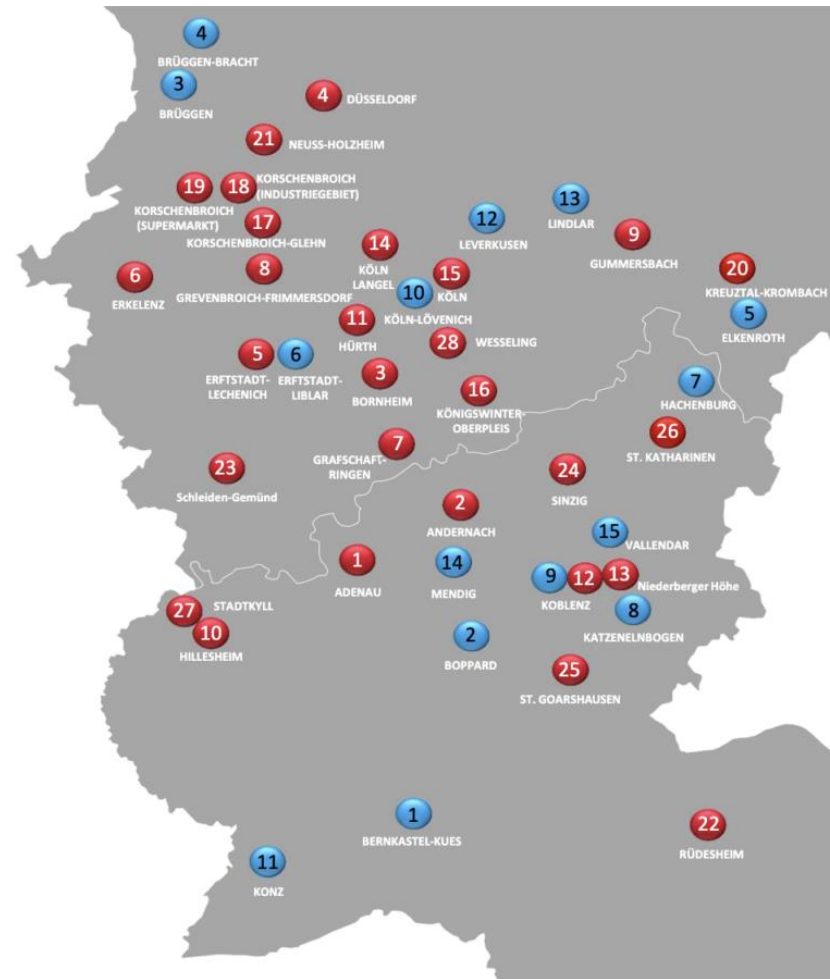 4
BRÜGGEN-BRACHT
3
BRÜGGEN
4
DÜSSELDORF
21
NEUSS-HOLZHEIM
19
KORSCHENBROICH
(SUPERMARKT)
18
KORSCHENBROICH
(INDUSTRIEGEBIET)
17
KORSCHENBROICH-GLEHN
13
LINDLAR
12
LEVERKUSEN
9
GUMMERSBACH
14
KÖLN
LANGEL
15
KÖLN
10
KÖLN-LÖVENICH
6
ERKELENZ
8
GREVENBROICH-FRIMMERSDORF
20
KREUZTAL-KROMBACH
5
ELKENROTH
11
HÜRTH
28
WESSELING
5
ERFTSTADT-
LECHENICH
6
ERFTSTADT-
LIBLAR
3
BORNHEIM
16
KÖNIGSWINTER-
OBERPLEIS
7
HACHENBURG
26
ST. KATHARINEN
7
GRAFSCHAFT-
RINGEN
23
Schleiden-Gemünd
24
SINZIG
2
ANDERNACH
15
VALLENDAR
1
ADENAU
14
MENDIG
9
KOBLENZ
12
13
Niederberger Höhe
8
KATZENELNBOGEN
27
STADTKYLL
10
HILLESHEIM
2
BOPPARD
25
ST. GOARSHAUSEN
1
BERNKASTEL-KUES
22
RÜDESHEIM
11
KONZ